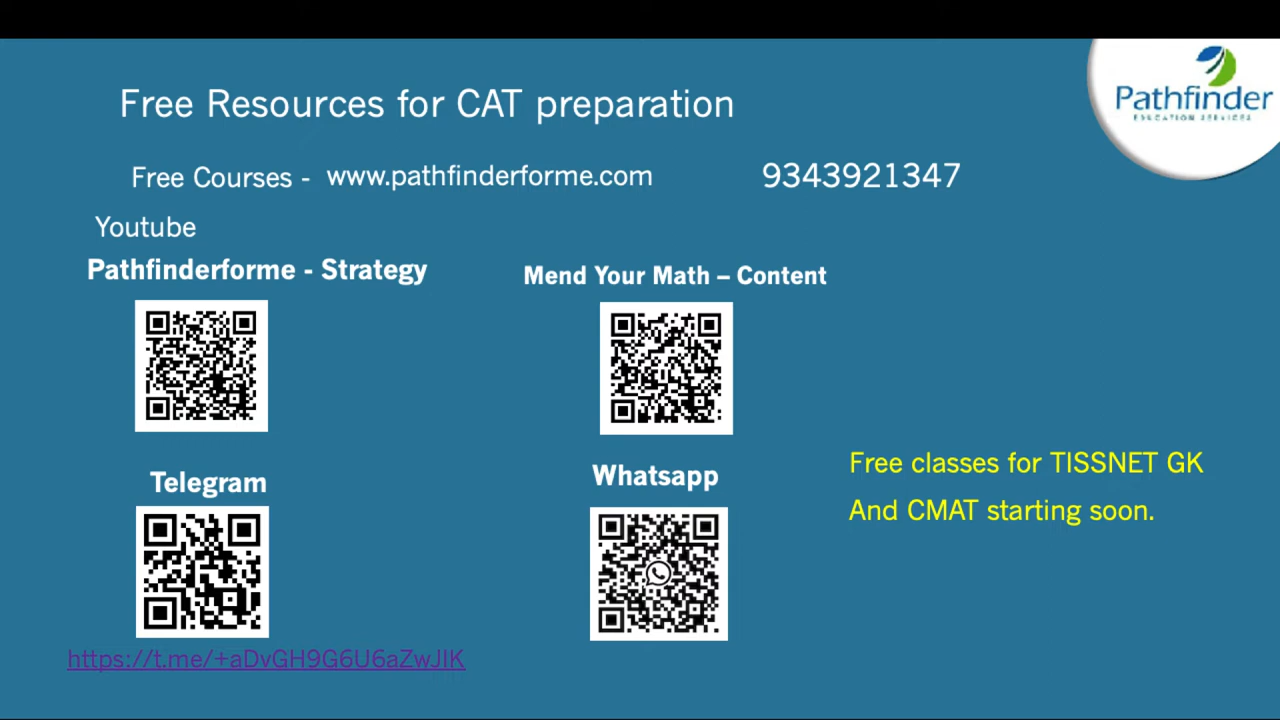 Free Resources for CAT preparation
Pathfinder
EDUCATION SERVICES
Free Courses - www.pathfinderforme.com 9343921347
Youtube
Pathfinderforme - Strategy
Mend Your Math – Content
Telegram
Whatsapp
Free classes for TISSNET GK
And CMAT starting soon.
https://t.me/+aDvGH9G6U6aZwJIK